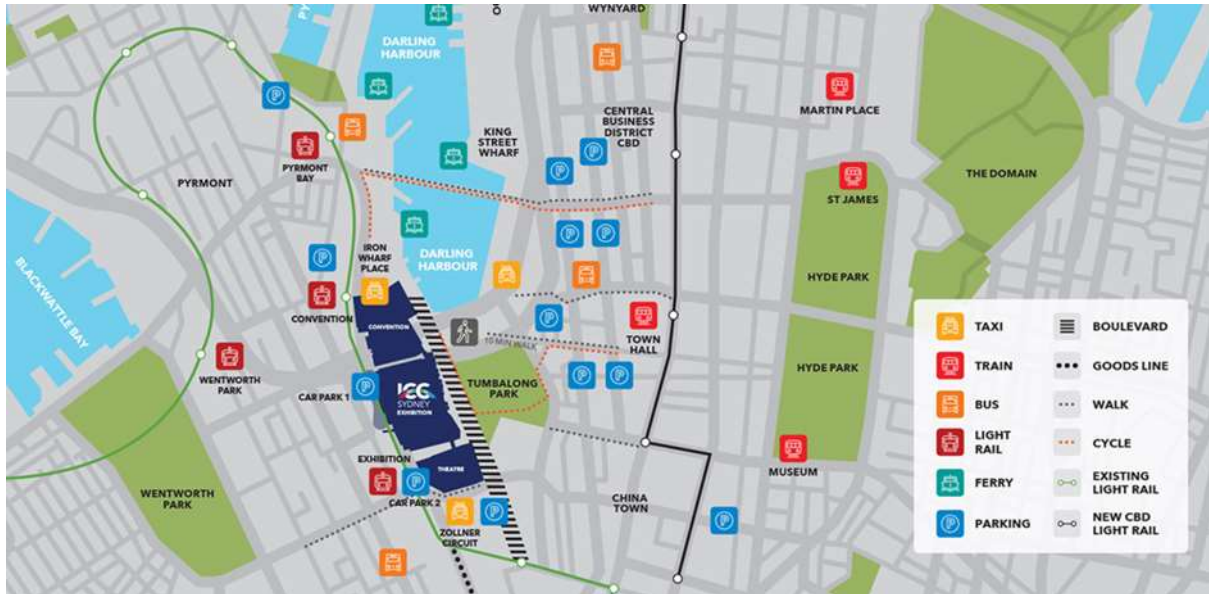 WYNYARD
DARLING
HARBOUR
MARTIN PLACE
CENTRAL
BUSINESS
DISTRICT
CBD
KING
STREET
WHARF
PYRMONT
BAY
PYRMONT
THE DOMAIN
ST JAMES
IRON
WHARF
PLACE
DARLING
HARBOUR
HYDE PARK
BLACKWATTLE BAY
CONVENTION
CONVENTION
TOWN
HALL
10 MIN WALK
WENTWORTH
PARK
CAR PARK 1
ICC
SYDNEY
EXHIBITION
TUMBALONG
PARK
HYDE PARK
EXHIBITION
THEATRE
MUSEUM
WENTWORTH
PARK
CAR PARK 2
CHINA
TOWN
ZOLLNER
CIRCUIT
TAXI
TRAIN
BUS
LIGHT
RAIL
FERRY
PARKING
BOULEVARD
GOODS LINE
WALK
CYCLE
EXISTING
LIGHT RAIL
NEW CBD
LIGHT RAIL